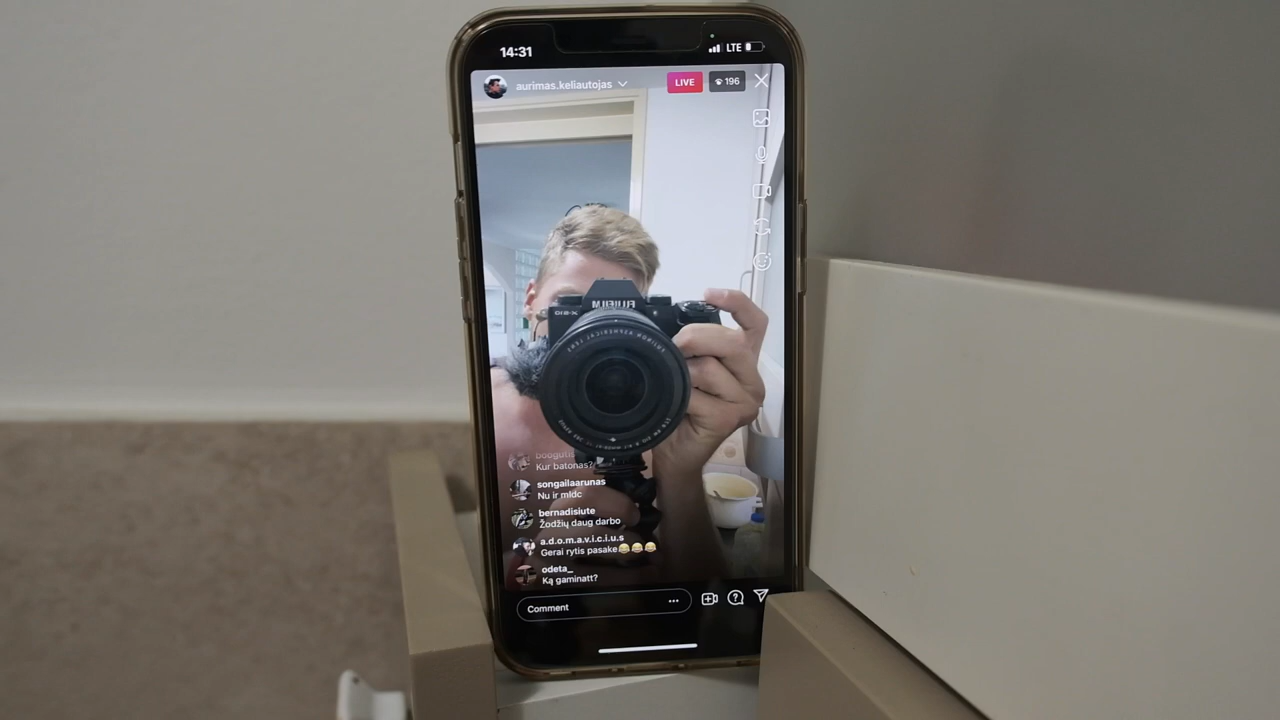 14:31
LTE
aurimas.keliautojas
LIVE
196
FUJIFILM
X-S10
Kur batonas?
songailaarunas
Nu ir mldc
bernadisiute
Žodžių daug darbo
a.d.o.m.a.v.i.c.i.u.s
Gerai rytis pasake😂😂😂
odeta_
Ką gaminatt?
Comment